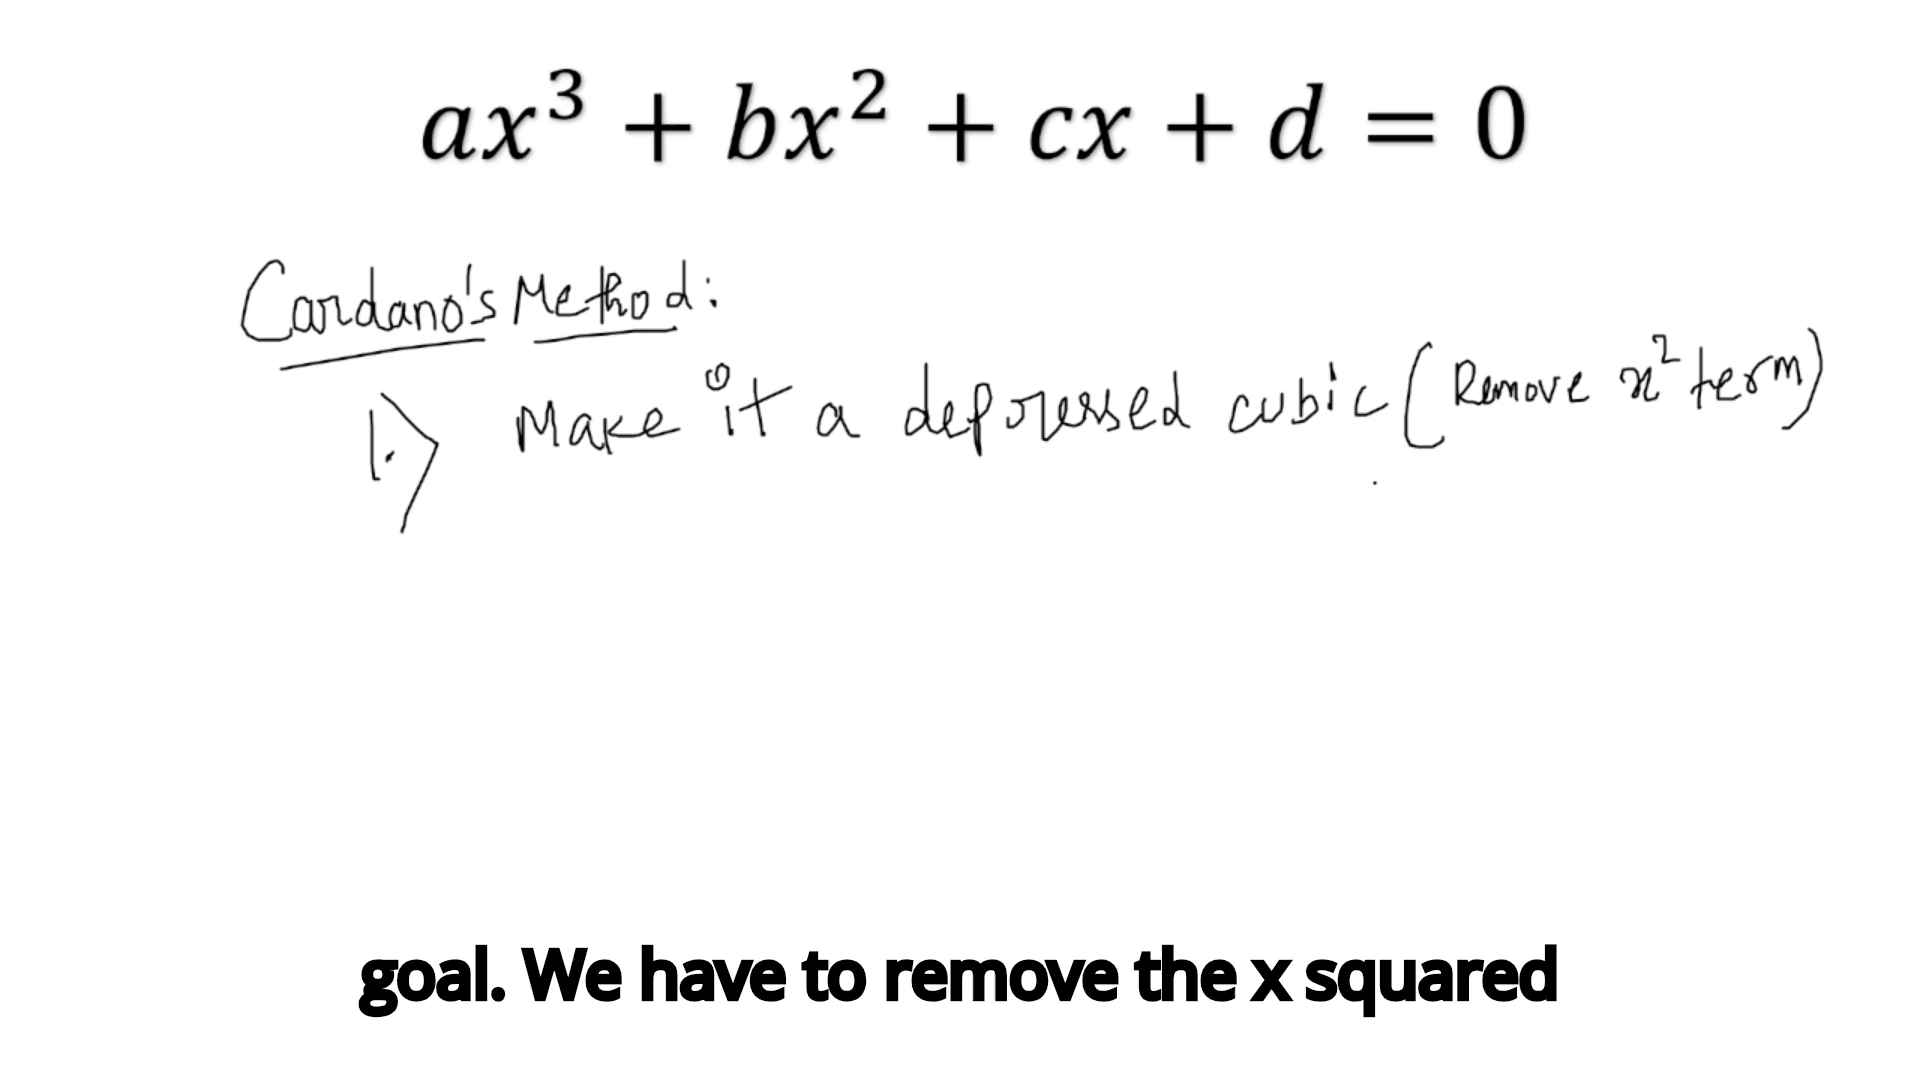 ax³ + bx² + cx + d = 0
Cardano's Method:
1.) Make it a depressed cubic (Remove x² term)
goal. We have to remove the x squared